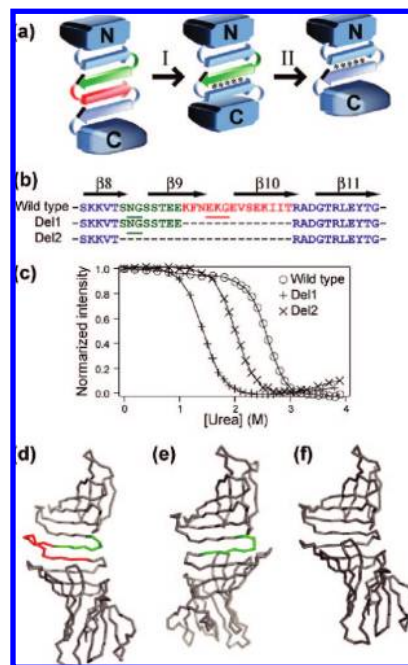 (a)
N I N II N
C C C
(b)
β8 β9 β10 β11
Wild type -SKKVTSNGSSTEEKFNEKGEVSEKIITRADGTRLEYTG-
Del1 -SKKVTSNGSSTEE--------------RADGTRLEYTG-
Del2 -SKKVT----------------------RADGTRLEYTG-
(c)
Normarized intensity
1.0
0.8
0.6
0.4
0.2
0.0
Wild type
Del1
Del2
0 1 2 3 4
[Urea] (M)
(d) (e) (f)